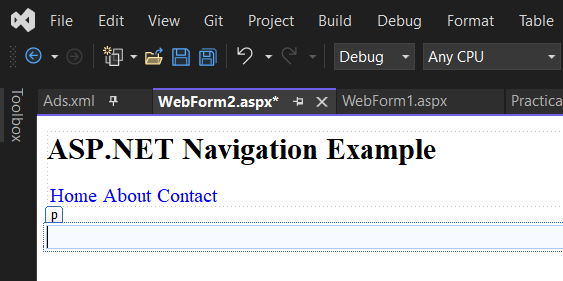 File Edit View Git Project Build Debug Format Table
Debug Any CPU
Toolbox
Ads.xml WebForm2.aspx* WebForm1.aspx Practica
ASP.NET Navigation Example
Home About Contact
p